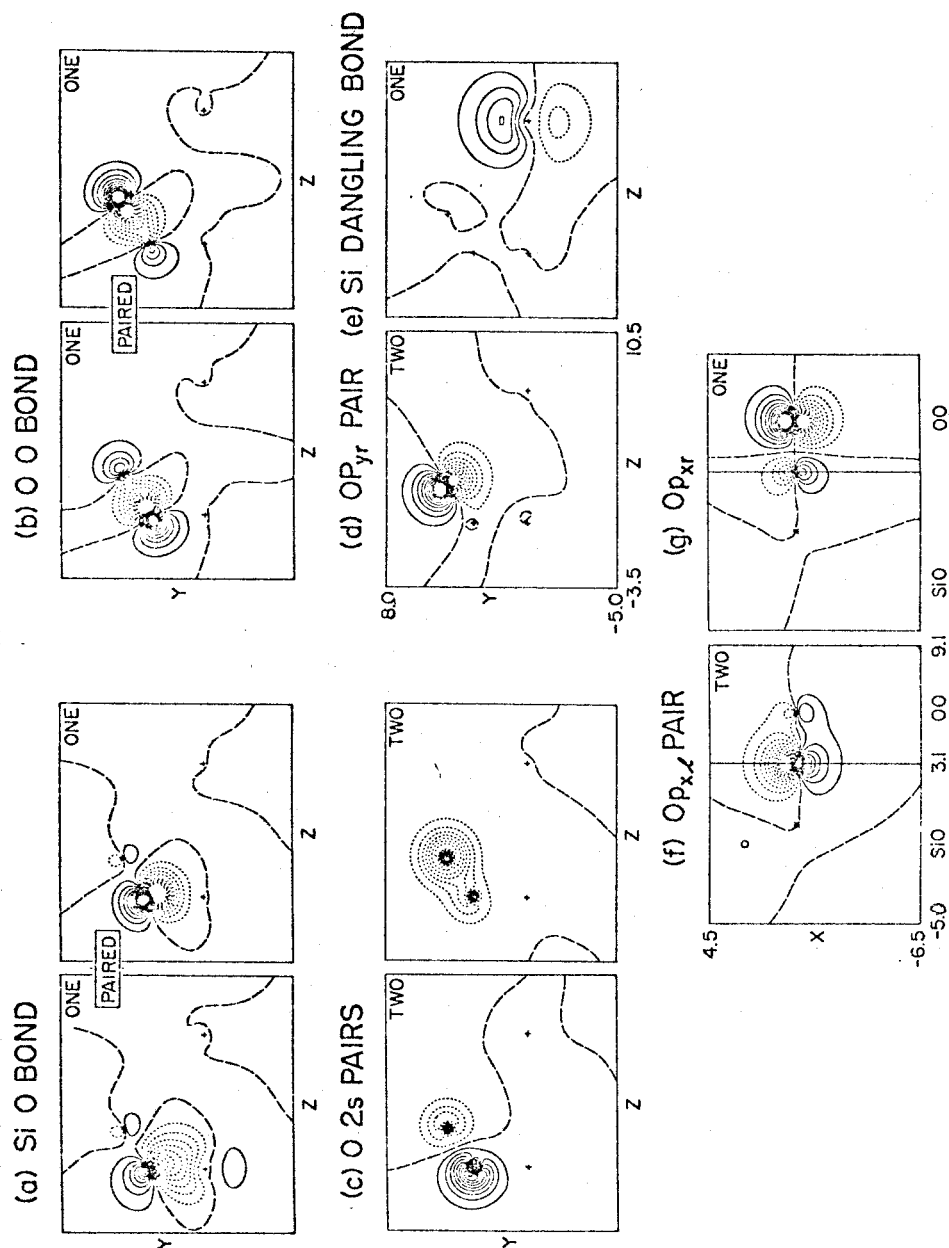 (a) Si O BOND
ONE
PAIRED
ONE
Y
Z
Z
(b) O O BOND
ONE
PAIRED
ONE
Y
Z
Z
(c) O 2s PAIRS
TWO
TWO
Y
Z
(d) OPyr PAIR
TWO
8.0
Y
-5.0
-3.5
Z
10.5
(e) Si DANGLING BOND
ONE
Z
(f) Opxℓ PAIR
TWO
4.5
X
-6.5
-5.0
SiO
3.1
OO
9.1
(g) Opxr
ONE
SiO
OO